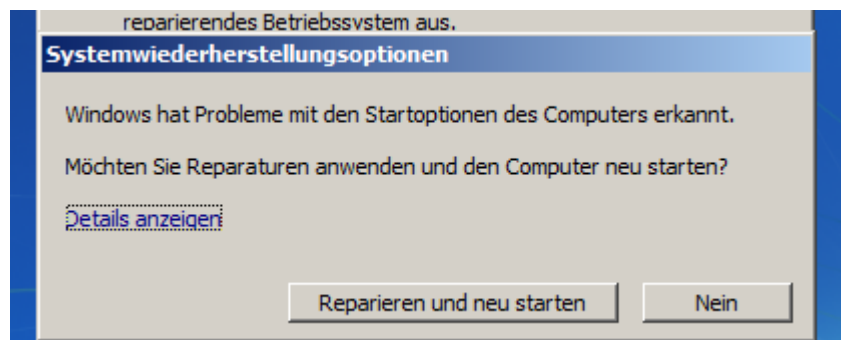 reparierendes Betriebssystem aus.
Systemwiederherstellungsoptionen
Windows hat Probleme mit den Startoptionen des Computers erkannt.
Möchten Sie Reparaturen anwenden und den Computer neu starten?
Details anzeigen
Reparieren und neu starten Nein